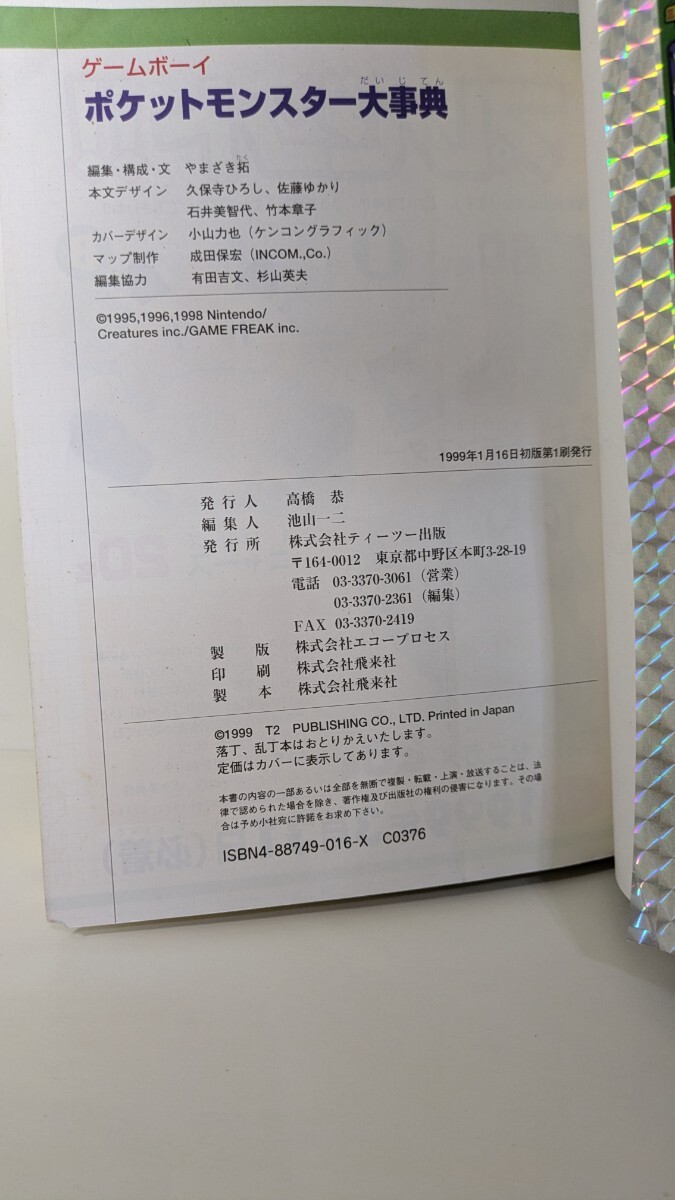 ゲームボーイ
だいじてん
ポケットモンスター大事典
たく
編集・構成・文 やまざき拓
本文デザイン 久保寺ひろし、佐藤ゆかり
石井美智代、竹本章子
カバーデザイン 小山力也（ケンコングラフィック）
マップ制作 成田保宏（INCOM.,Co.）
編集協力 有田吉文、杉山英夫
©1995,1996,1998 Nintendo/
Creatures inc./GAME FREAK inc.
1999年1月16日初版第1刷発行
発行人 高橋 恭
編集人 池山一二
発行所 株式会社ティーツー出版
〒164-0012 東京都中野区本町3-28-19
電話 03-3370-3061（営業）
03-3370-2361（編集）
FAX 03-3370-2419
製版 株式会社エコープロセス
印刷 株式会社飛来社
製本 株式会社飛来社
©1999 T2 PUBLISHING CO., LTD. Printed in Japan
落丁、乱丁本はおとりかえいたします。
定価はカバーに表示してあります。
本書の内容の一部あるいは全部を無断で複製・転載・上演・放送することは、法
律で認められた場合を除き、著作権及び出版社の権利の侵害になります。その場
合は予め小社宛に許諾をお求め下さい。
ISBN4-88749-016-X C0376